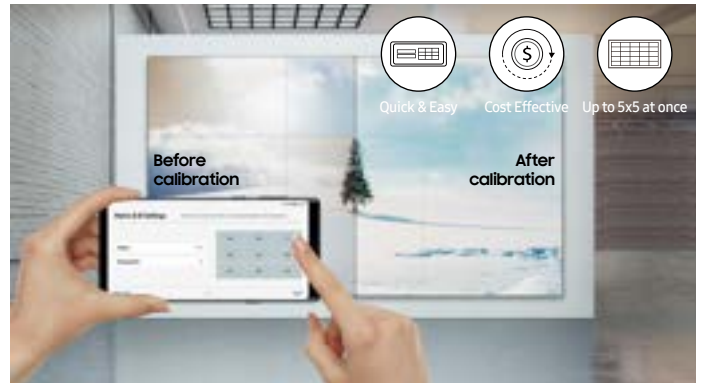 $
Quick & Easy
Cost Effective
Up to 5x5 at once
Before
calibration
After
calibration